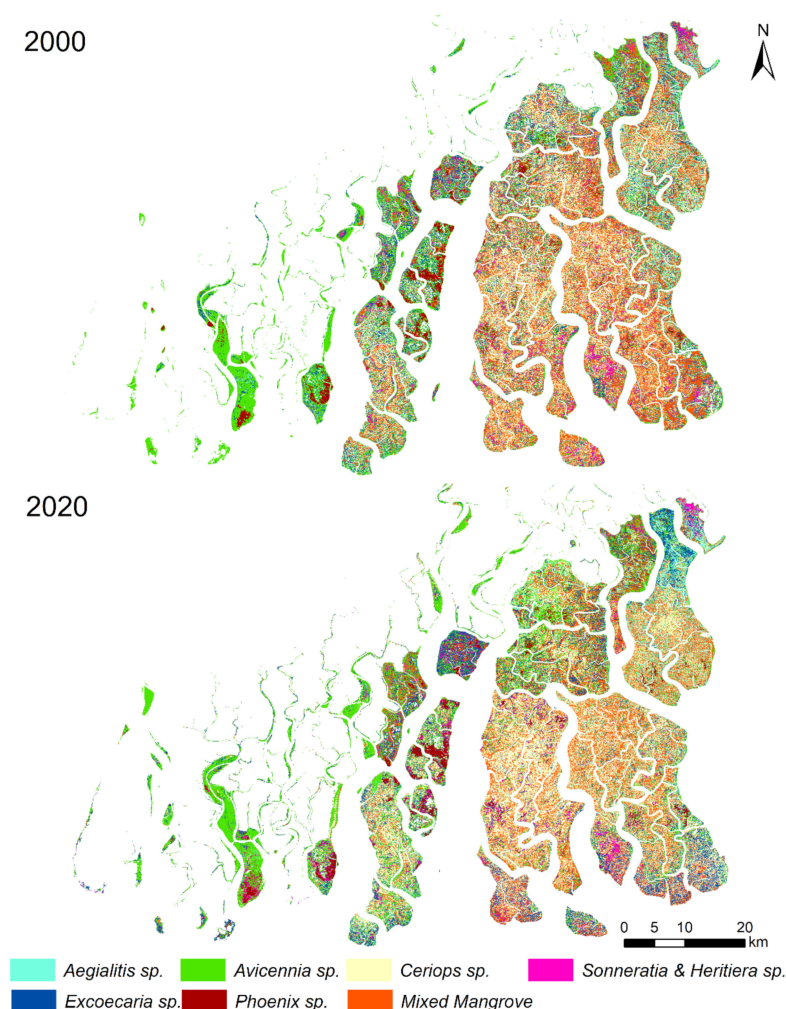 2000
N
2020
0 5 10 20
km
Aegialitis sp. Avicennia sp. Ceriops sp. Sonneratia & Heritiera sp.
Excoecaria sp. Phoenix sp. Mixed Mangrove